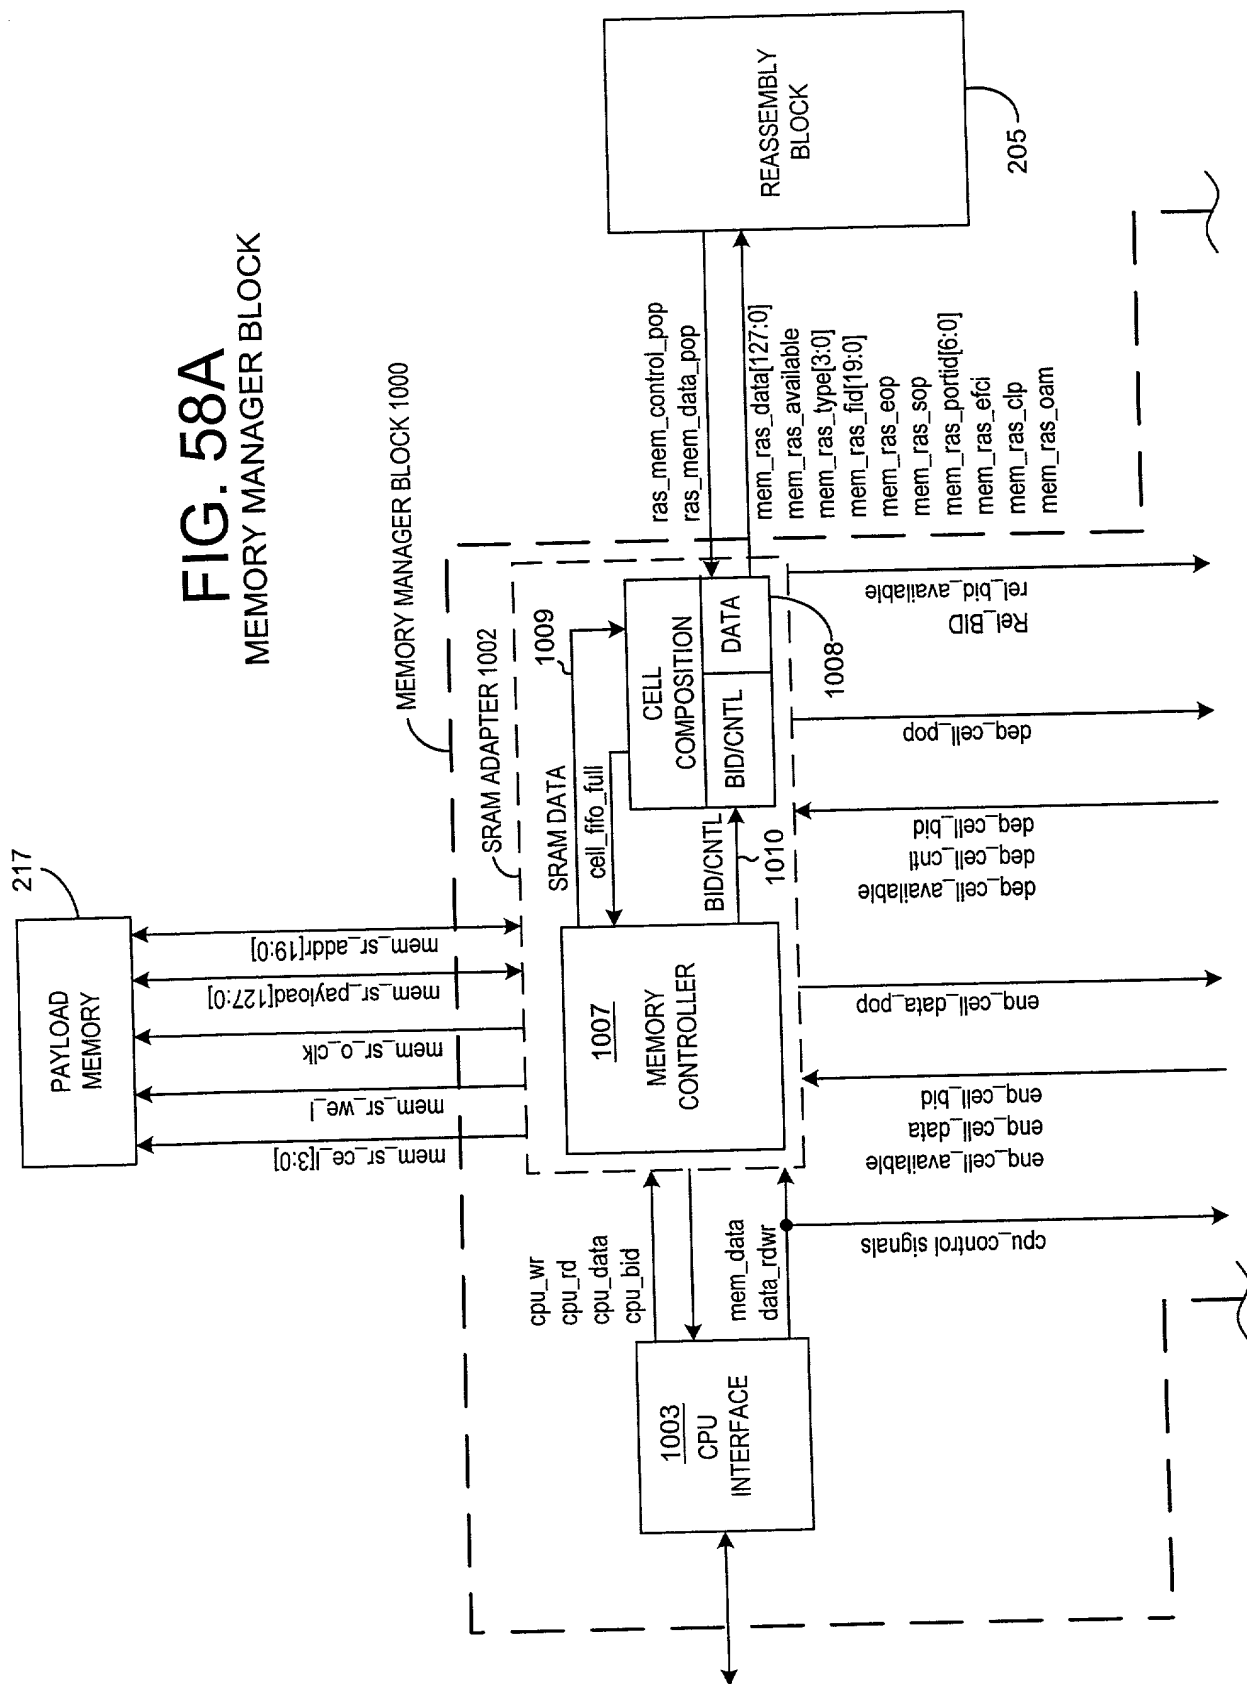 FIG. 58A
MEMORY MANAGER BLOCK
MEMORY MANAGER BLOCK 1000
SRAM ADAPTER 1002
217
PAYLOAD
MEMORY
mem_sr_ce_l[3:0]
mem_sr_we_l
mem_sr_o_clk
mem_sr_payload[127:0]
mem_sr_addr[19:0]
SRAM DATA
1009
cell_fifo_full
1007
MEMORY
CONTROLLER
BID/CNTL
1010
CELL
COMPOSITION
BID/CNTL
DATA
1008
ras_mem_control_pop
ras_mem_data_pop
mem_ras_data[127:0]
mem_ras_available
mem_ras_type[3:0]
mem_ras_fid[19:0]
mem_ras_eop
mem_ras_sop
mem_ras_portid[6:0]
mem_ras_efci
mem_ras_clp
mem_ras_oam
REASSEMBLY
BLOCK
205
cpu_wr
cpu_rd
cpu_data
cpu_bid
mem_data
data_rdwr
1003
CPU
INTERFACE
cpu_control signals
enq_cell_available
enq_cell_data
enq_cell_bid
enq_cell_data_pop
deq_cell_available
deq_cell_cntl
deq_cell_bid
deq_cell_pop
Rel_BID
rel_bid_available